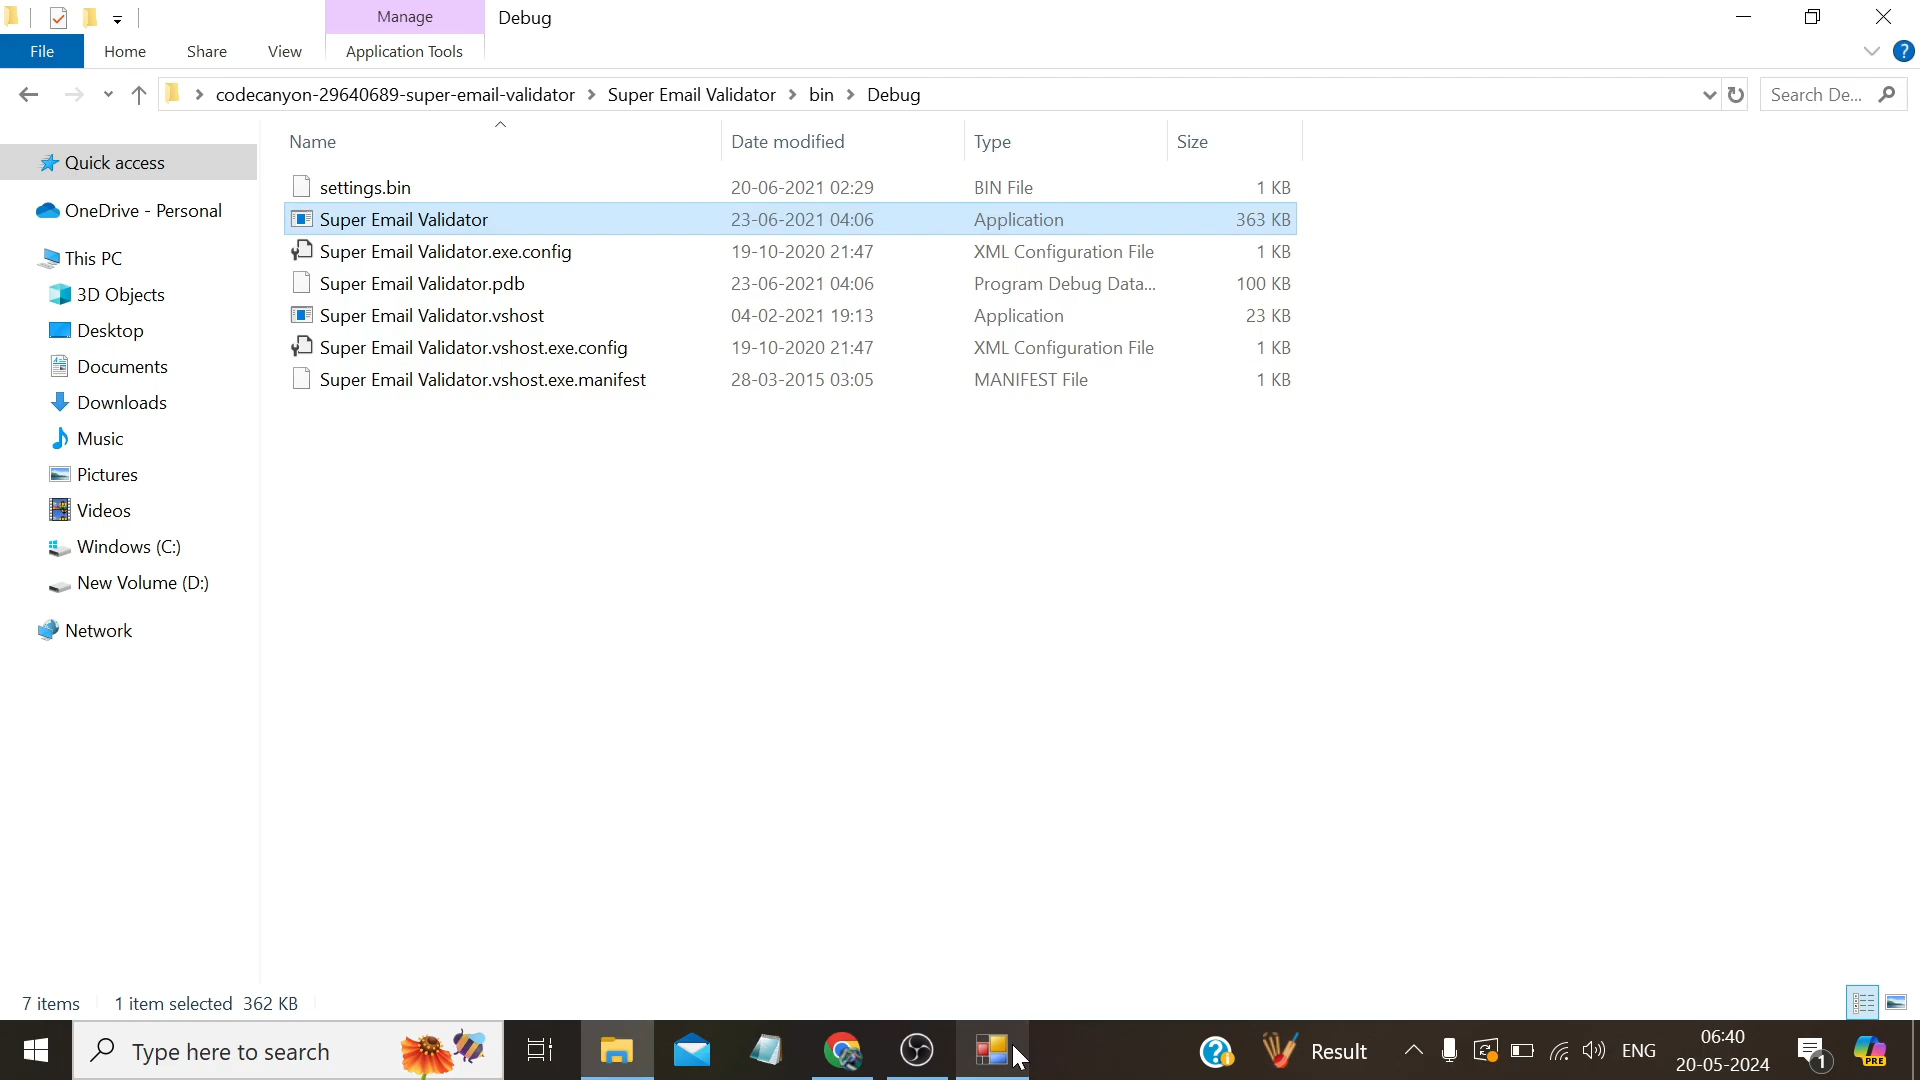 Manage
Debug
File
Home
Share
View
Application Tools
?
codecanyon-29640689-super-email-validator > Super Email Validator > bin > Debug
Search De...
Name
Date modified
Type
Size
Quick access
OneDrive - Personal
This PC
3D Objects
Desktop
Documents
Downloads
Music
Pictures
Videos
Windows (C:)
New Volume (D:)
Network
settings.bin 20-06-2021 02:29 BIN File 1 KB
Super Email Validator 23-06-2021 04:06 Application 363 KB
Super Email Validator.exe.config 19-10-2020 21:47 XML Configuration File 1 KB
Super Email Validator.pdb 23-06-2021 04:06 Program Debug Data... 100 KB
Super Email Validator.vshost 04-02-2021 19:13 Application 23 KB
Super Email Validator.vshost.exe.config 19-10-2020 21:47 XML Configuration File 1 KB
Super Email Validator.vshost.exe.manifest 28-03-2015 03:05 MANIFEST File 1 KB
7 items
1 item selected 362 KB
Type here to search
?
Result
ENG
06:40
20-05-2024
1
PRE